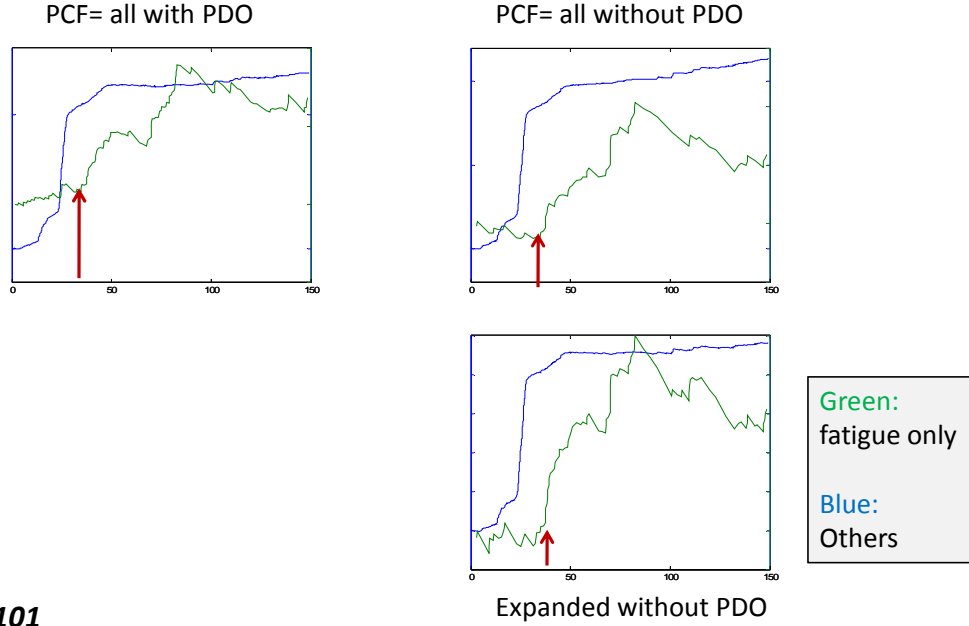 PCF= all with PDO
PCF= all without PDO
0 50 100 150
0 50 100 150
0 50 100 150
Green:
fatigue only
Blue:
Others
Expanded without PDO
101